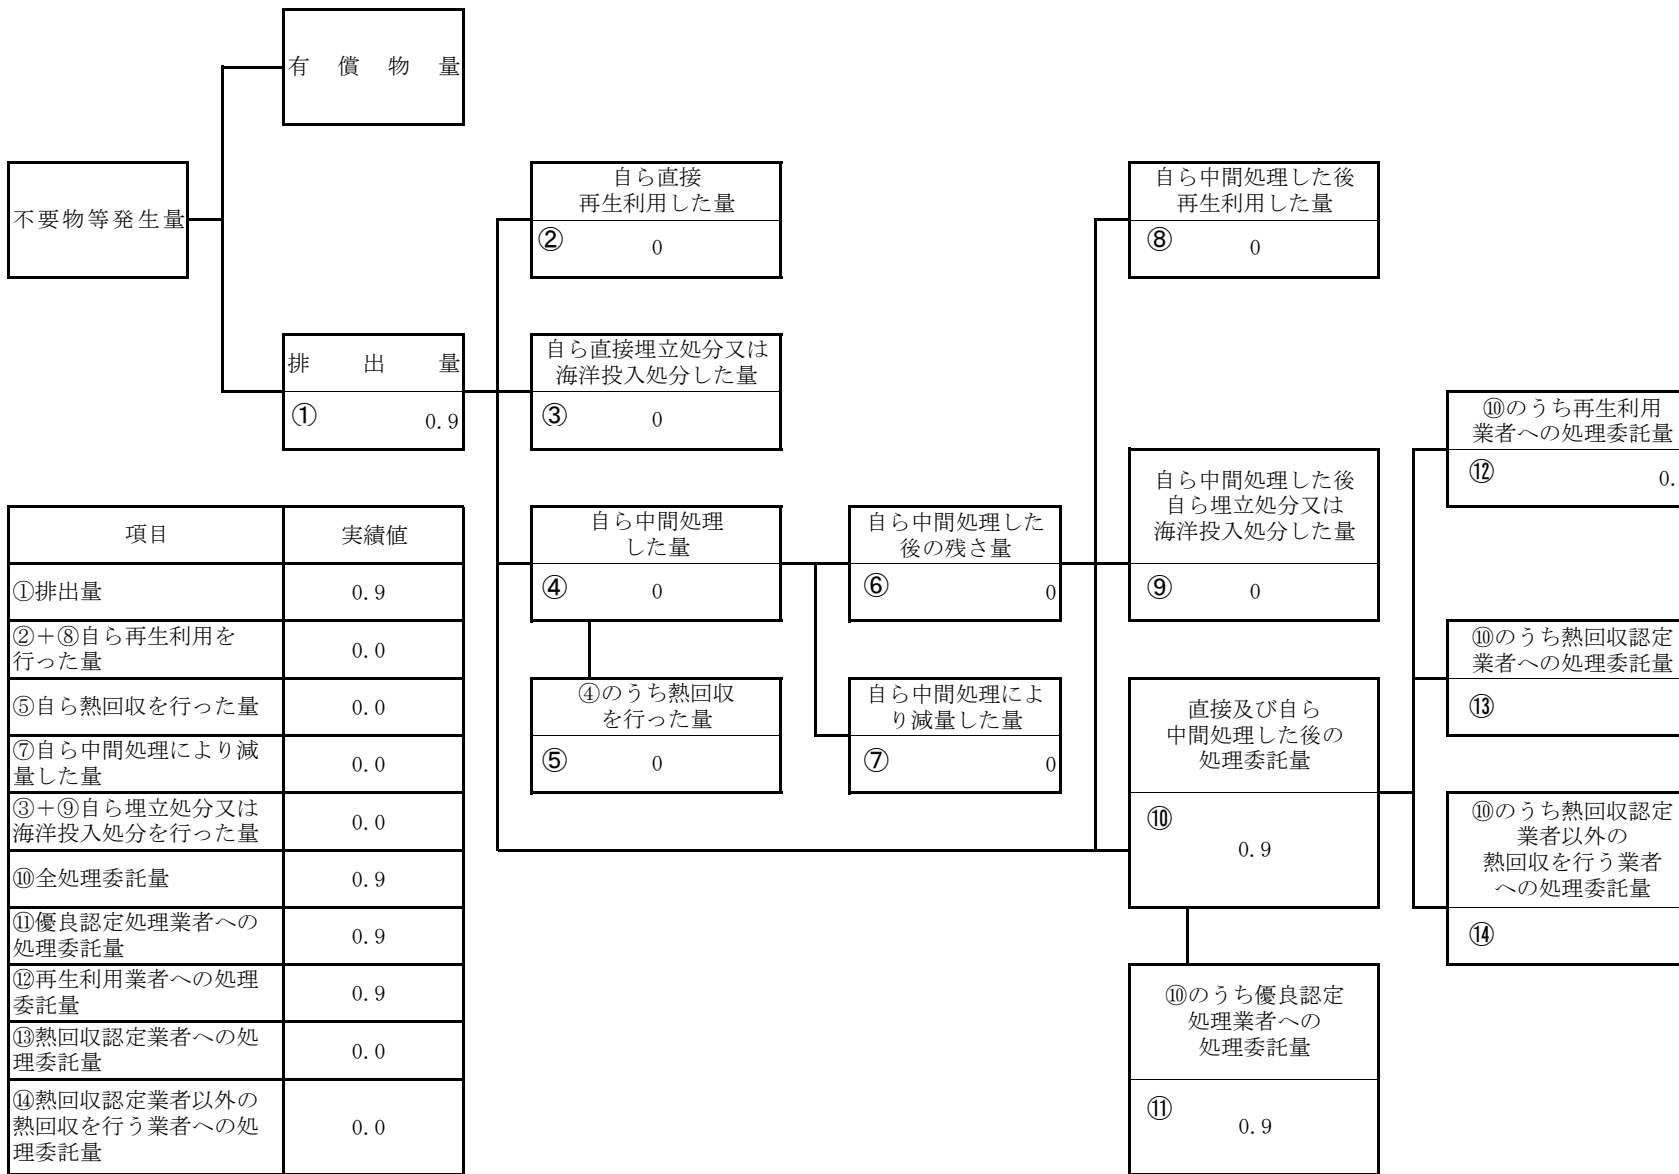 有償物量
不要物等発生量
排出量
① 0.9
自ら直接
再生利用した量
② 0
自ら直接埋立処分又は
海洋投入処分した量
③ 0
自ら中間処理
した量
④ 0
④のうち熱回収
を行った量
⑤ 0
自ら中間処理した
後の残さ量
⑥ 0
自ら中間処理によ
り減量した量
⑦ 0
自ら中間処理した後
再生利用した量
⑧ 0
自ら中間処理した後
自ら埋立処分又は
海洋投入処分した量
⑨ 0
直接及び自ら
中間処理した後の
処理委託量
⑩
0.9
⑩のうち優良認定
処理業者への
処理委託量
⑪
0.9
⑩のうち再生利用
業者への処理委託量
⑫ 0.
⑩のうち熱回収認定
業者への処理委託量
⑬
⑩のうち熱回収認定
業者以外の
熱回収を行う業者
への処理委託量
⑭
項目 実績値
①排出量 0.9
②+⑧自ら再生利用を
行った量 0.0
⑤自ら熱回収を行った量 0.0
⑦自ら中間処理により減
量した量 0.0
③+⑨自ら埋立処分又は
海洋投入処分を行った量 0.0
⑩全処理委託量 0.9
⑪優良認定処理業者への
処理委託量 0.9
⑫再生利用業者への処理
委託量 0.9
⑬熱回収認定業者への処
理委託量 0.0
⑭熱回収認定業者以外の
熱回収を行う業者への処
理委託量 0.0